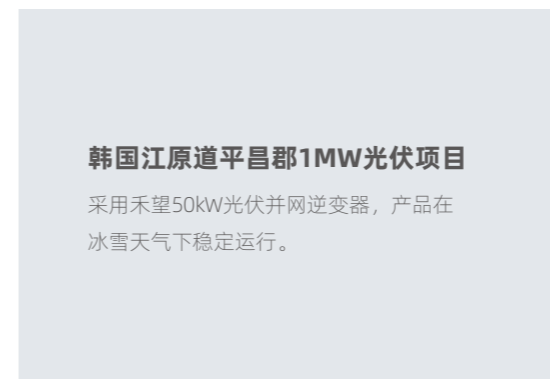 韩国江原道平昌郡1MW光伏项目
采用禾望50kW光伏并网逆变器，产品在
冰雪天气下稳定运行。